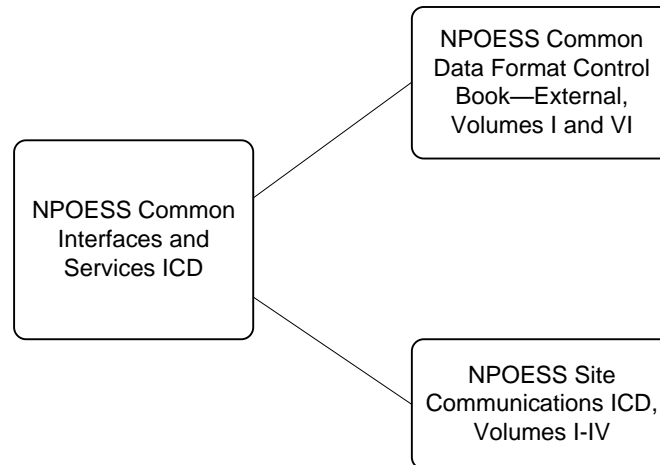 NPOESS Common
Data Format Control
Book—External,
Volumes I and VI
NPOESS Common
Interfaces and
Services ICD
NPOESS Site
Communications ICD,
Volumes I-IV